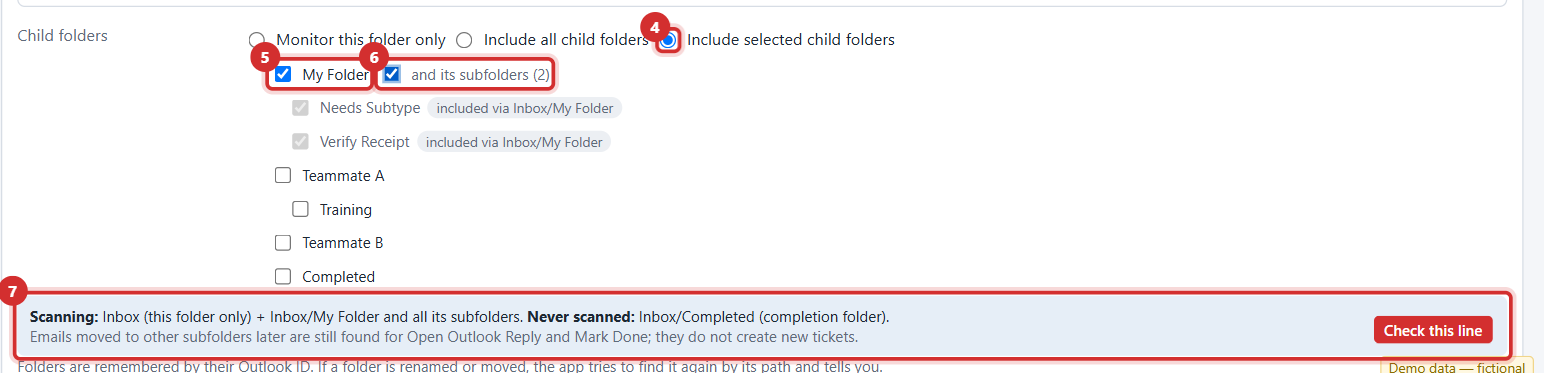 Child folders
Monitor this folder only Include all child folders 4 Include selected child folders
5 My Folder 6 and its subfolders (2)
Needs Subtype included via Inbox/My Folder
Verify Receipt included via Inbox/My Folder
Teammate A
Training
Teammate B
Completed
7
Scanning: Inbox (this folder only) + Inbox/My Folder and all its subfolders. Never scanned: Inbox/Completed (completion folder).
Emails moved to other subfolders later are still found for Open Outlook Reply and Mark Done; they do not create new tickets.
Check this line
Folders are remembered by their Outlook ID. If a folder is renamed or moved, the app tries to find it again by its path and tells you.
Demo data — fictional